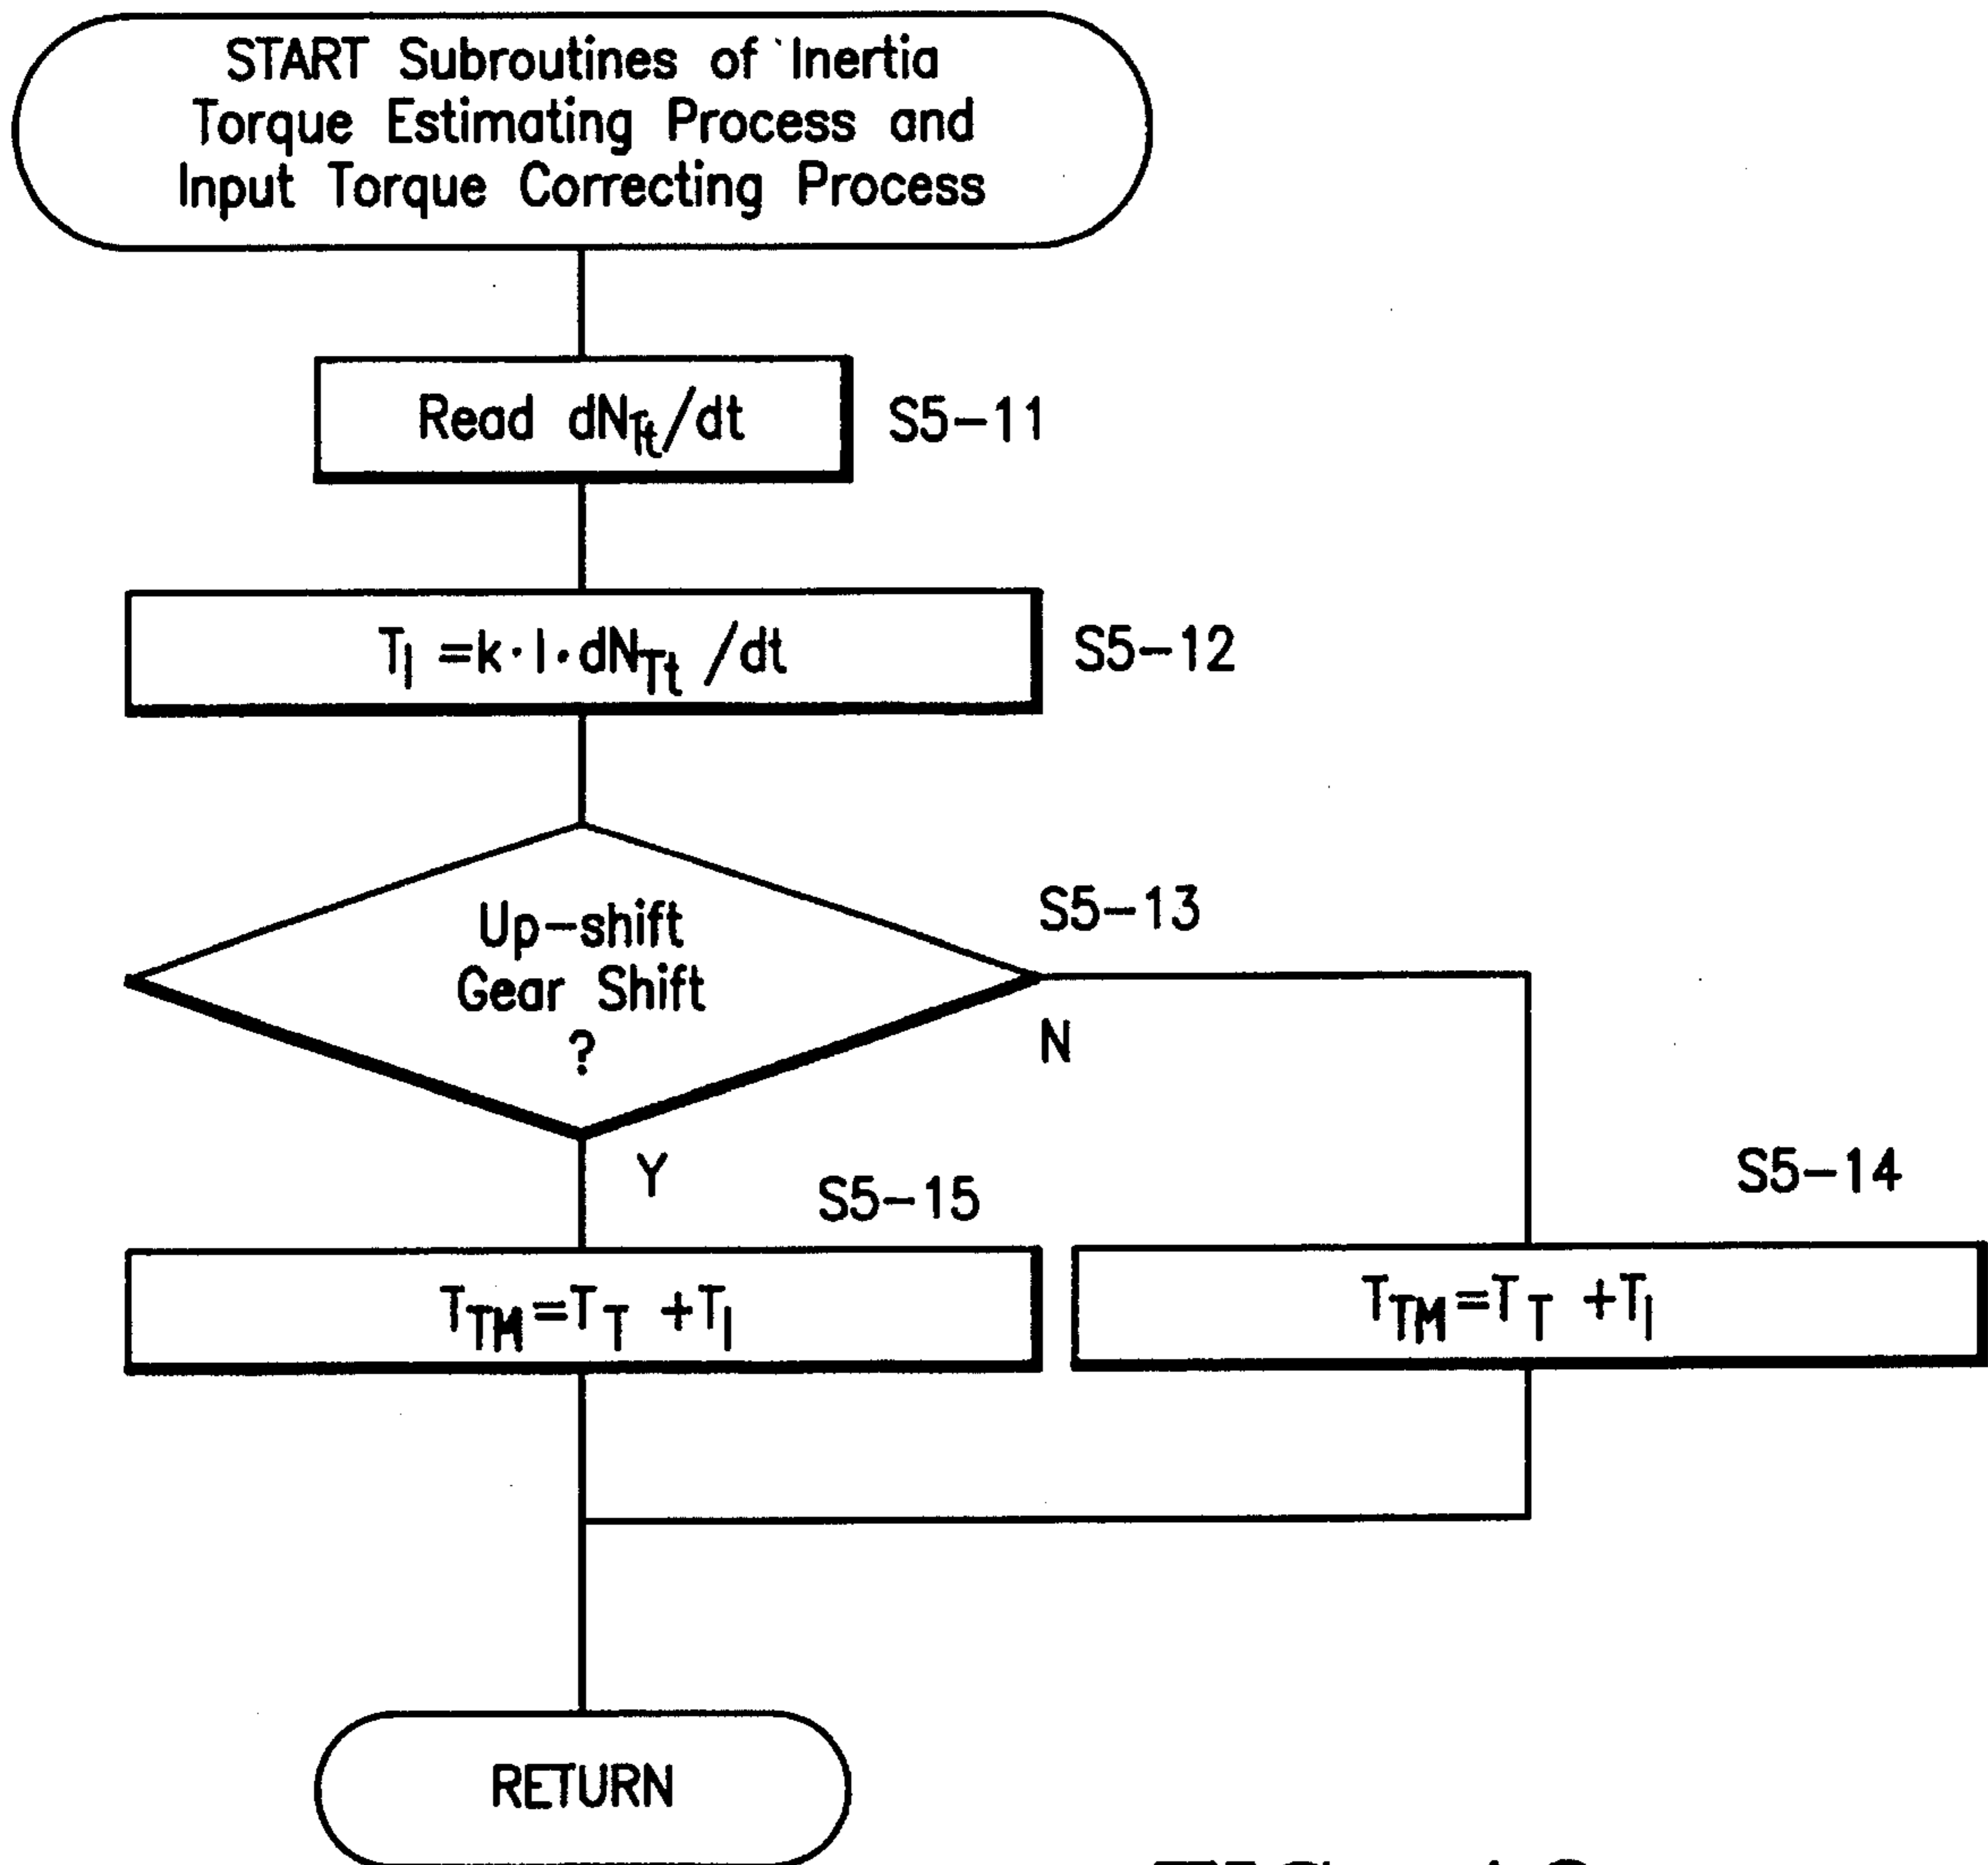 START Subroutines of Inertia
Torque Estimating Process and
Input Torque Correcting Process
Read dN_Tt/dt
S5-11
T_I=k·I·dN_Tt/dt
S5-12
Up-shift
Gear Shift
?
S5-13
N
Y
S5-15
S5-14
T_TM=T_T+T_I
T_TM=T_T+T_I
RETURN